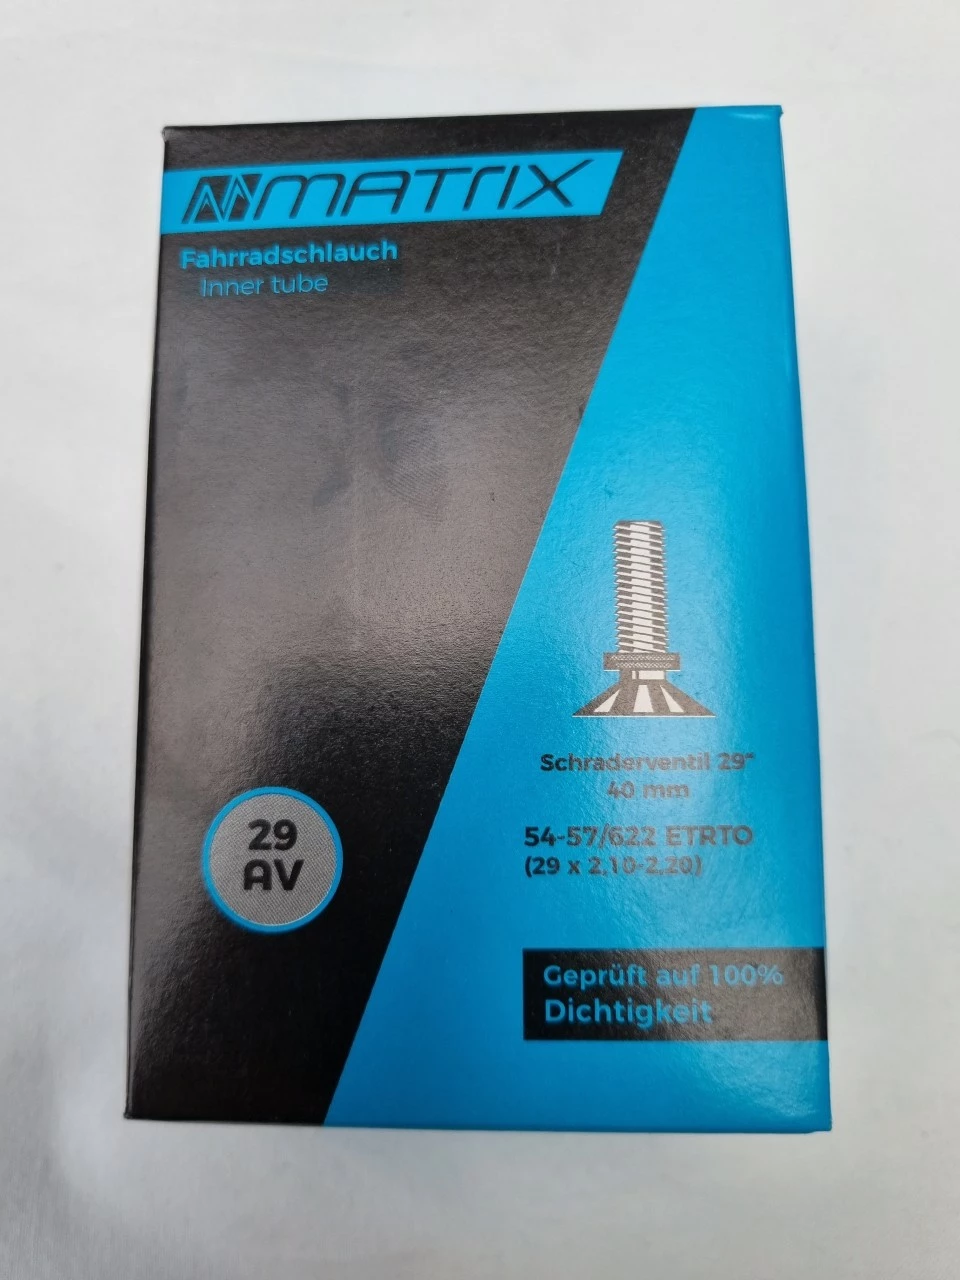 MATRIX
Fahrradschlauch
Inner tube
Schraderventil 29"
40 mm
54-57/622 ETRTO
(29 x 2,10-2,20)
29
AV
Geprüft auf 100%
Dichtigkeit